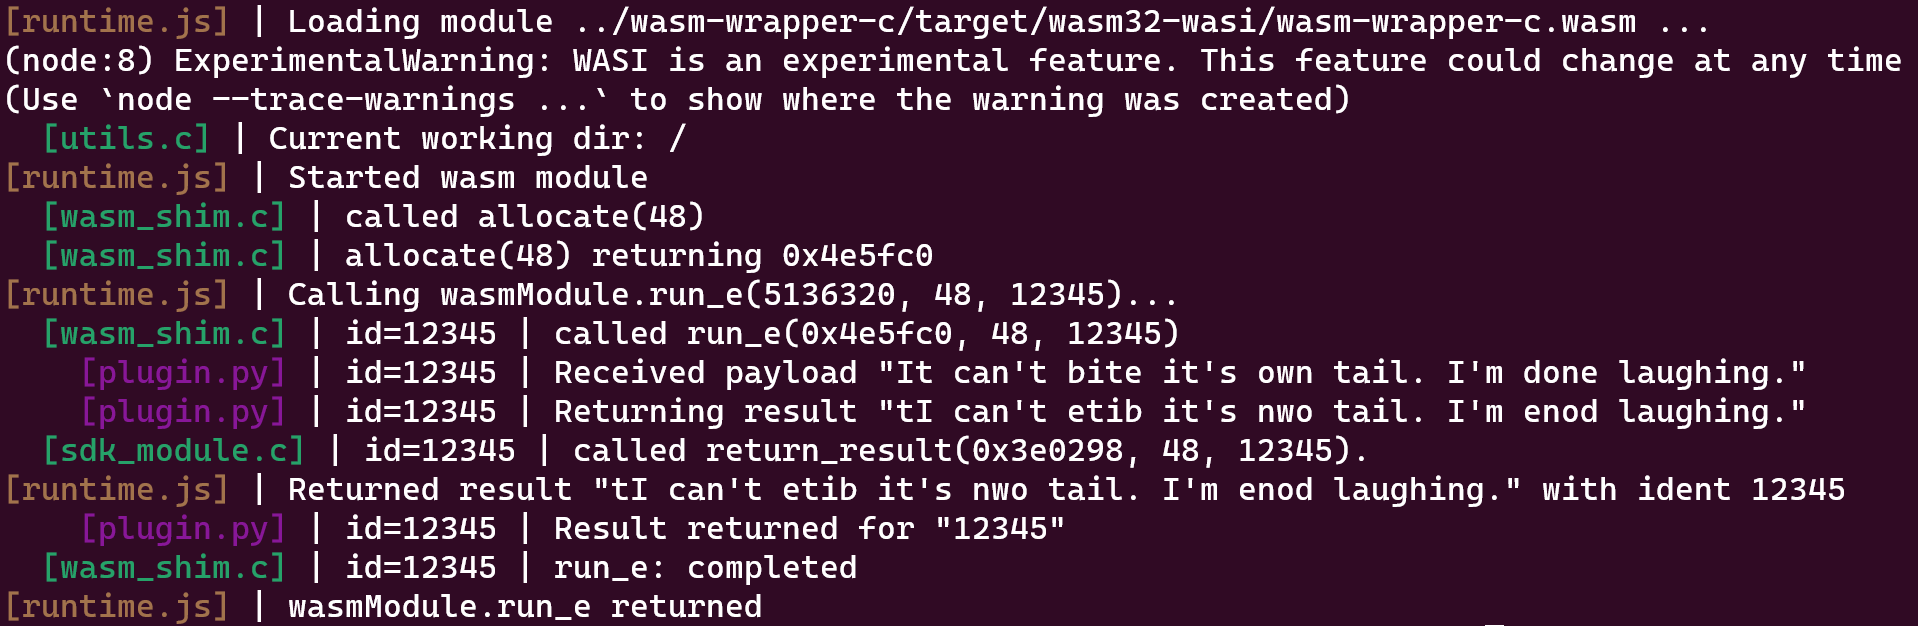 [runtime.js] | Loading module ../wasm-wrapper-c/target/wasm32-wasi/wasm-wrapper-c.wasm ...
(node:8) ExperimentalWarning: WASI is an experimental feature. This feature could change at any time
(Use `node --trace-warnings ...` to show where the warning was created)
  [utils.c] | Current working dir: /
[runtime.js] | Started wasm module
  [wasm_shim.c] | called allocate(48)
  [wasm_shim.c] | allocate(48) returning 0x4e5fc0
[runtime.js] | Calling wasmModule.run_e(5136320, 48, 12345)...
  [wasm_shim.c] | id=12345 | called run_e(0x4e5fc0, 48, 12345)
    [plugin.py] | id=12345 | Received payload "It can't bite it's own tail. I'm done laughing."
    [plugin.py] | id=12345 | Returning result "tI can't etib it's nwo tail. I'm enod laughing."
  [sdk_module.c] | id=12345 | called return_result(0x3e0298, 48, 12345).
[runtime.js] | Returned result "tI can't etib it's nwo tail. I'm enod laughing." with ident 12345
    [plugin.py] | id=12345 | Result returned for "12345"
  [wasm_shim.c] | id=12345 | run_e: completed
[runtime.js] | wasmModule.run_e returned